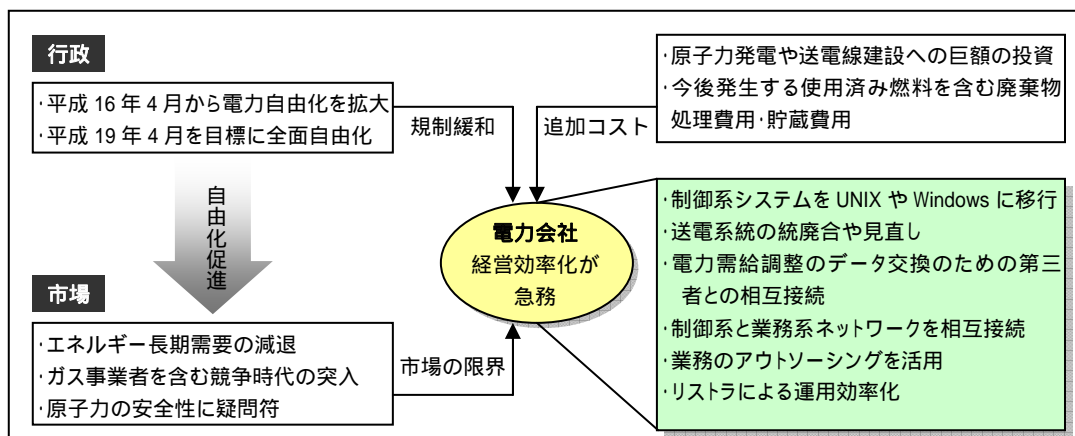 行政
･平成 16 年 4 月から電力自由化を拡大
･平成 19 年 4 月を目標に全面自由化
規制緩和
追加コスト
･原子力発電や送電線建設への巨額の投資
･今後発生する使用済み燃料を含む廃棄物
処理費用･貯蔵費用
自由化促進
電力会社
経営効率化が
急務
･制御系システムを UNIX や Windows に移行
･送電系統の統廃合や見直し
･電力需給調整のデータ交換のための第三
者との相互接続
･制御系と業務系ネットワークを相互接続
･業務のアウトソーシングを活用
･リストラによる運用効率化
市場
･エネルギー長期需要の減退
･ガス事業者を含む競争時代の突入
･原子力の安全性に疑問符
市場の限界